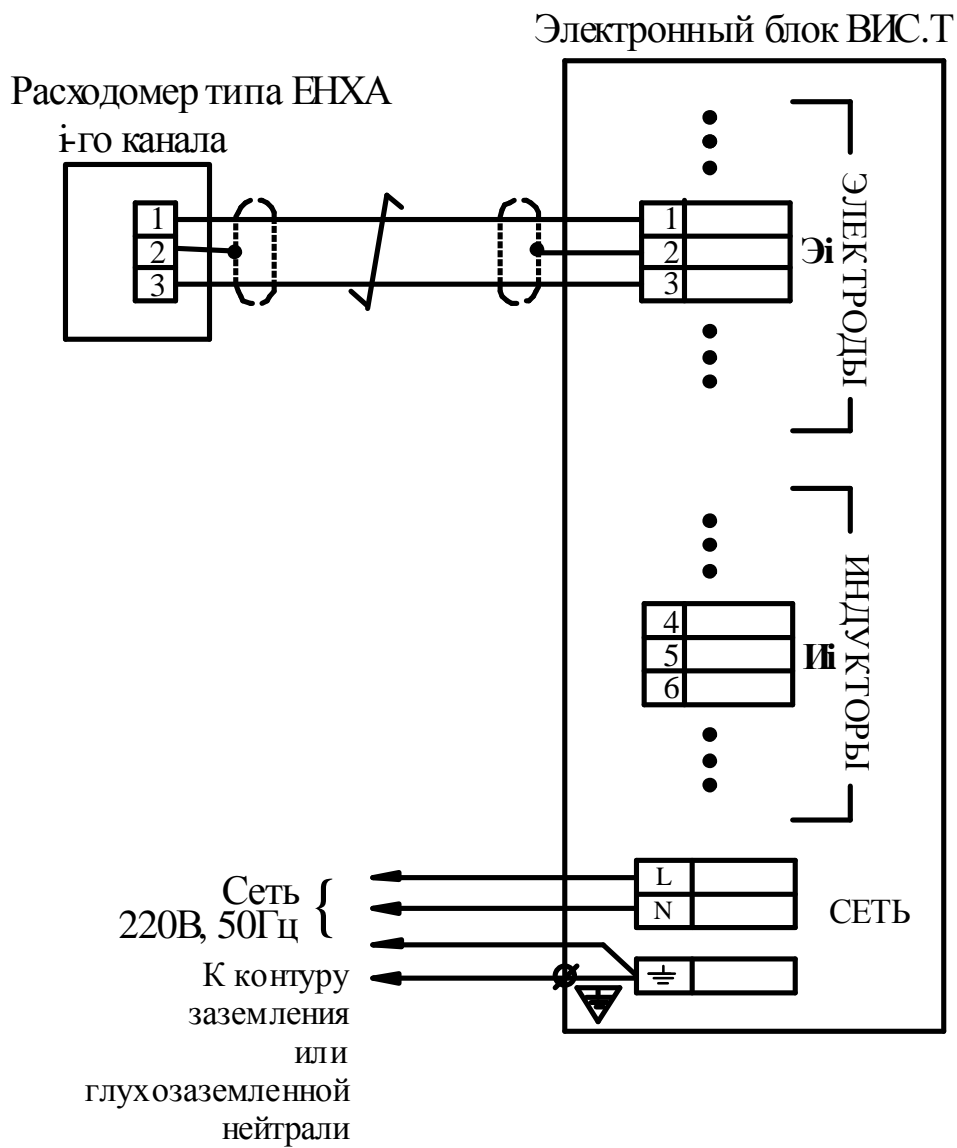 Электронный блок ВИС.Т
Расходомер типа ЕНХА
i-го канала
1
2
3
1
2
3
Эi
ЭЛЕКТРОДЫ
4
5
6
Иi
ИНДУКТОРЫ
L
N
СЕТЬ
Сеть
220В, 50Гц
К контуру
заземления
или
глухозаземленной
нейтрали